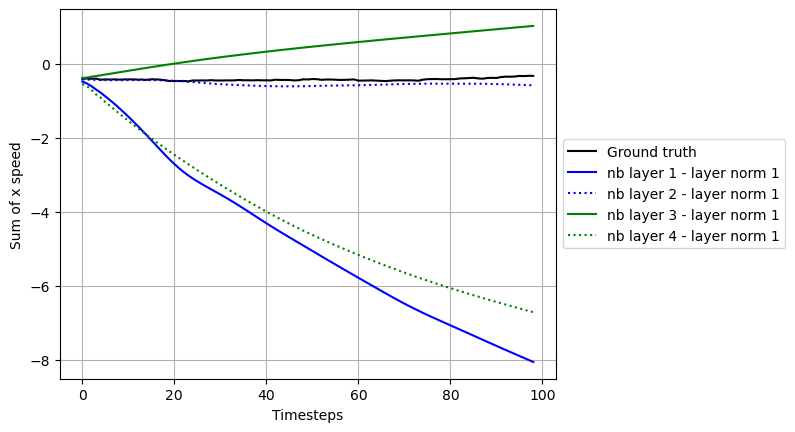 0
−2
−4
−6
−8
Sum of x speed
0 20 40 60 80 100
Timesteps
Ground truth
nb layer 1 - layer norm 1
nb layer 2 - layer norm 1
nb layer 3 - layer norm 1
nb layer 4 - layer norm 1